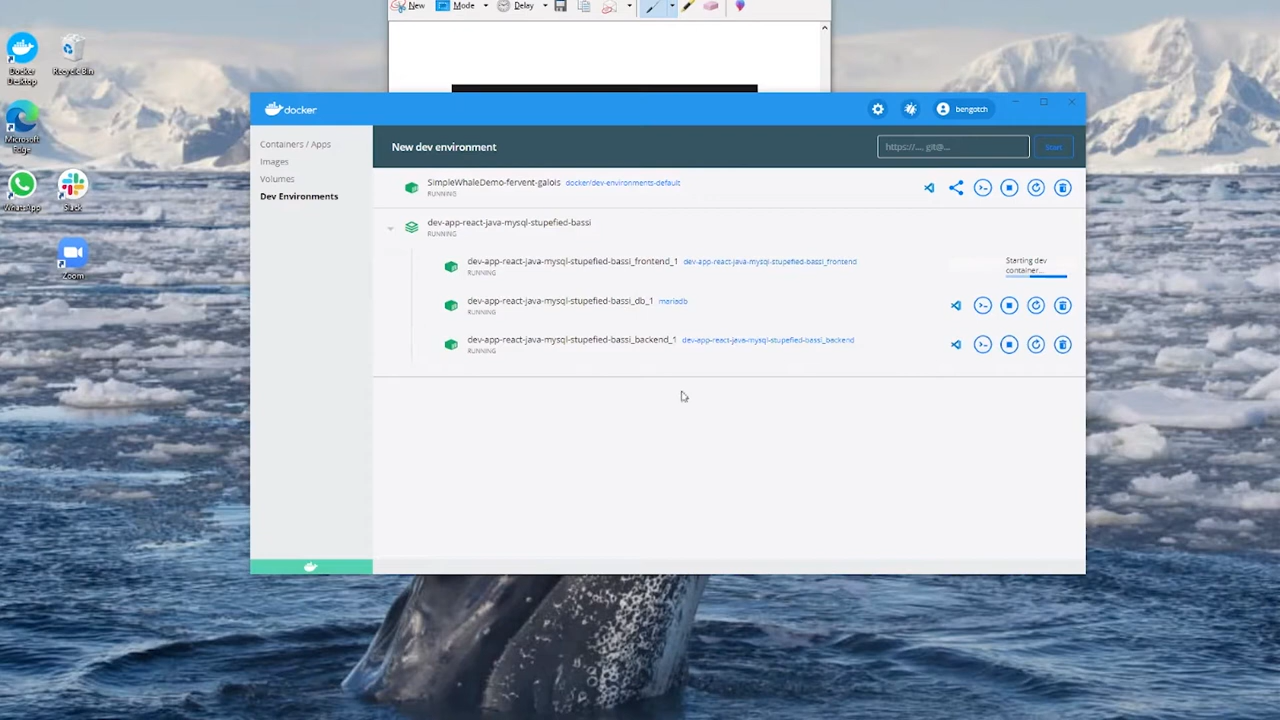 New
Mode
Delay
Docker
Desktop
Recycle Bin
Microsoft
Edge
WhatsApp
Slack
Zoom
docker
bengotch
Containers / Apps
Images
Volumes
Dev Environments
New dev environment
https://.... git@...
Start
SimpleWhaleDemo-fervent-galois docker/dev-environments-default
RUNNING
dev-app-react-java-mysql-stupefied-bassi
RUNNING
dev-app-react-java-mysql-stupefied-bassi_frontend_1 dev-app-react-java-mysql-stupefied-bassi_frontend
RUNNING
Starting dev
container...
dev-app-react-java-mysql-stupefied-bassi_db_1 mariadb
RUNNING
dev-app-react-java-mysql-stupefied-bassi_backend_1 dev-app-react-java-mysql-stupefied-bassi_backend
RUNNING